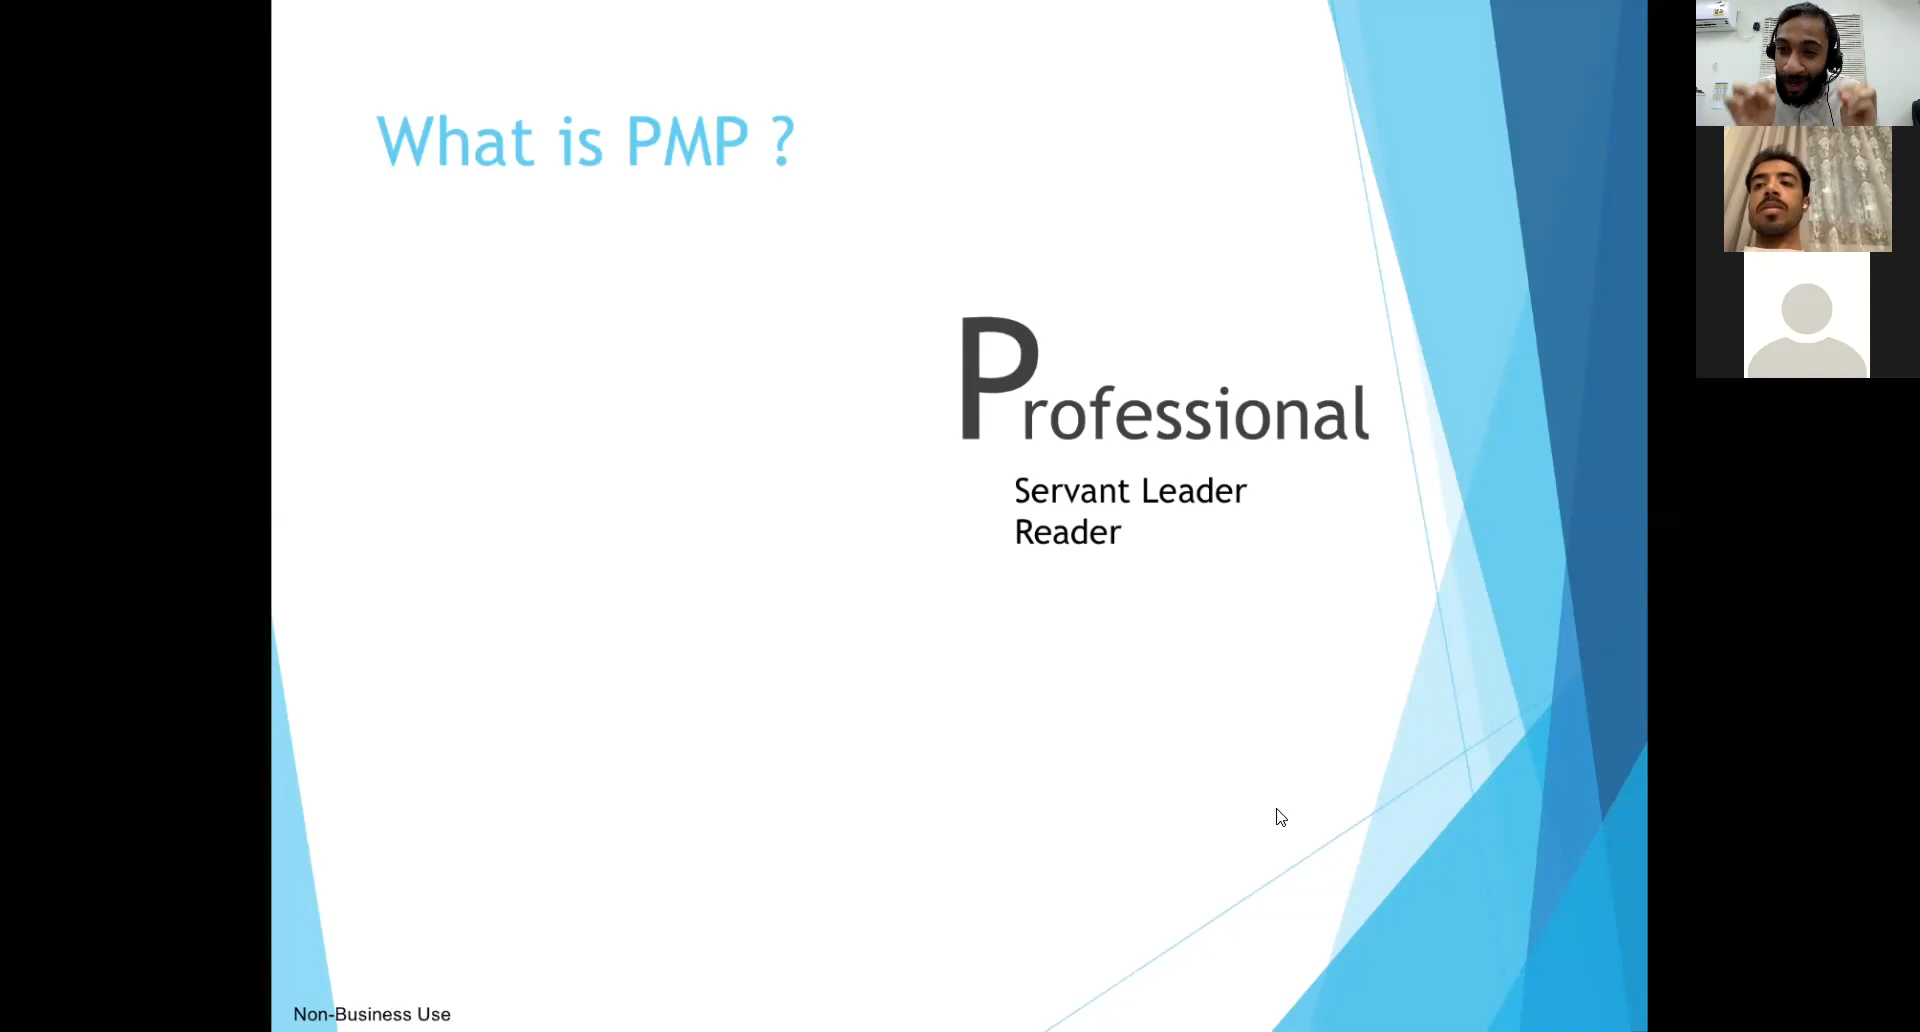 What is PMP ?
Professional
Servant Leader
Reader
Non-Business Use